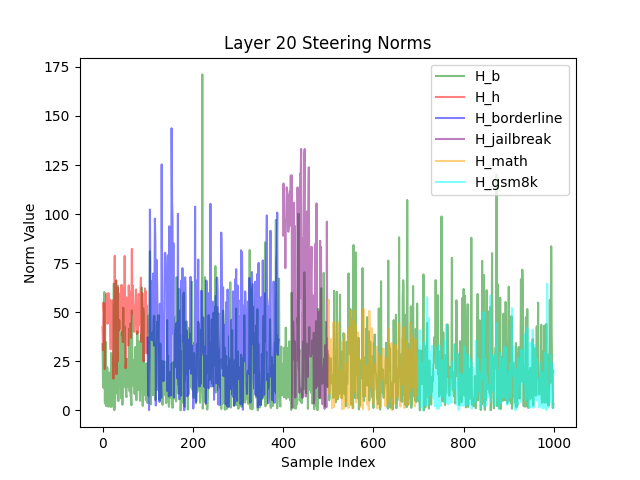 Layer 20 Steering Norms
Norm Value
175
150
125
100
75
50
25
0
H_b
H_h
H_borderline
H_jailbreak
H_math
H_gsm8k
0
200
400
600
800
1000
Sample Index